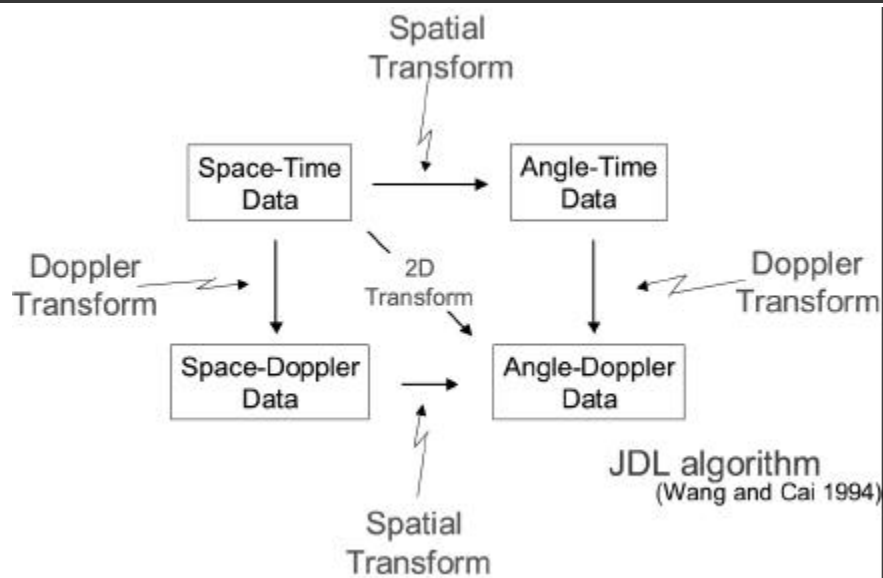 Spatial
Transform
Space-Time
Data
Angle-Time
Data
Doppler
Transform
2D
Transform
Doppler
Transform
Space-Doppler
Data
Angle-Doppler
Data
JDL algorithm
(Wang and Cai 1994)
Spatial
Transform